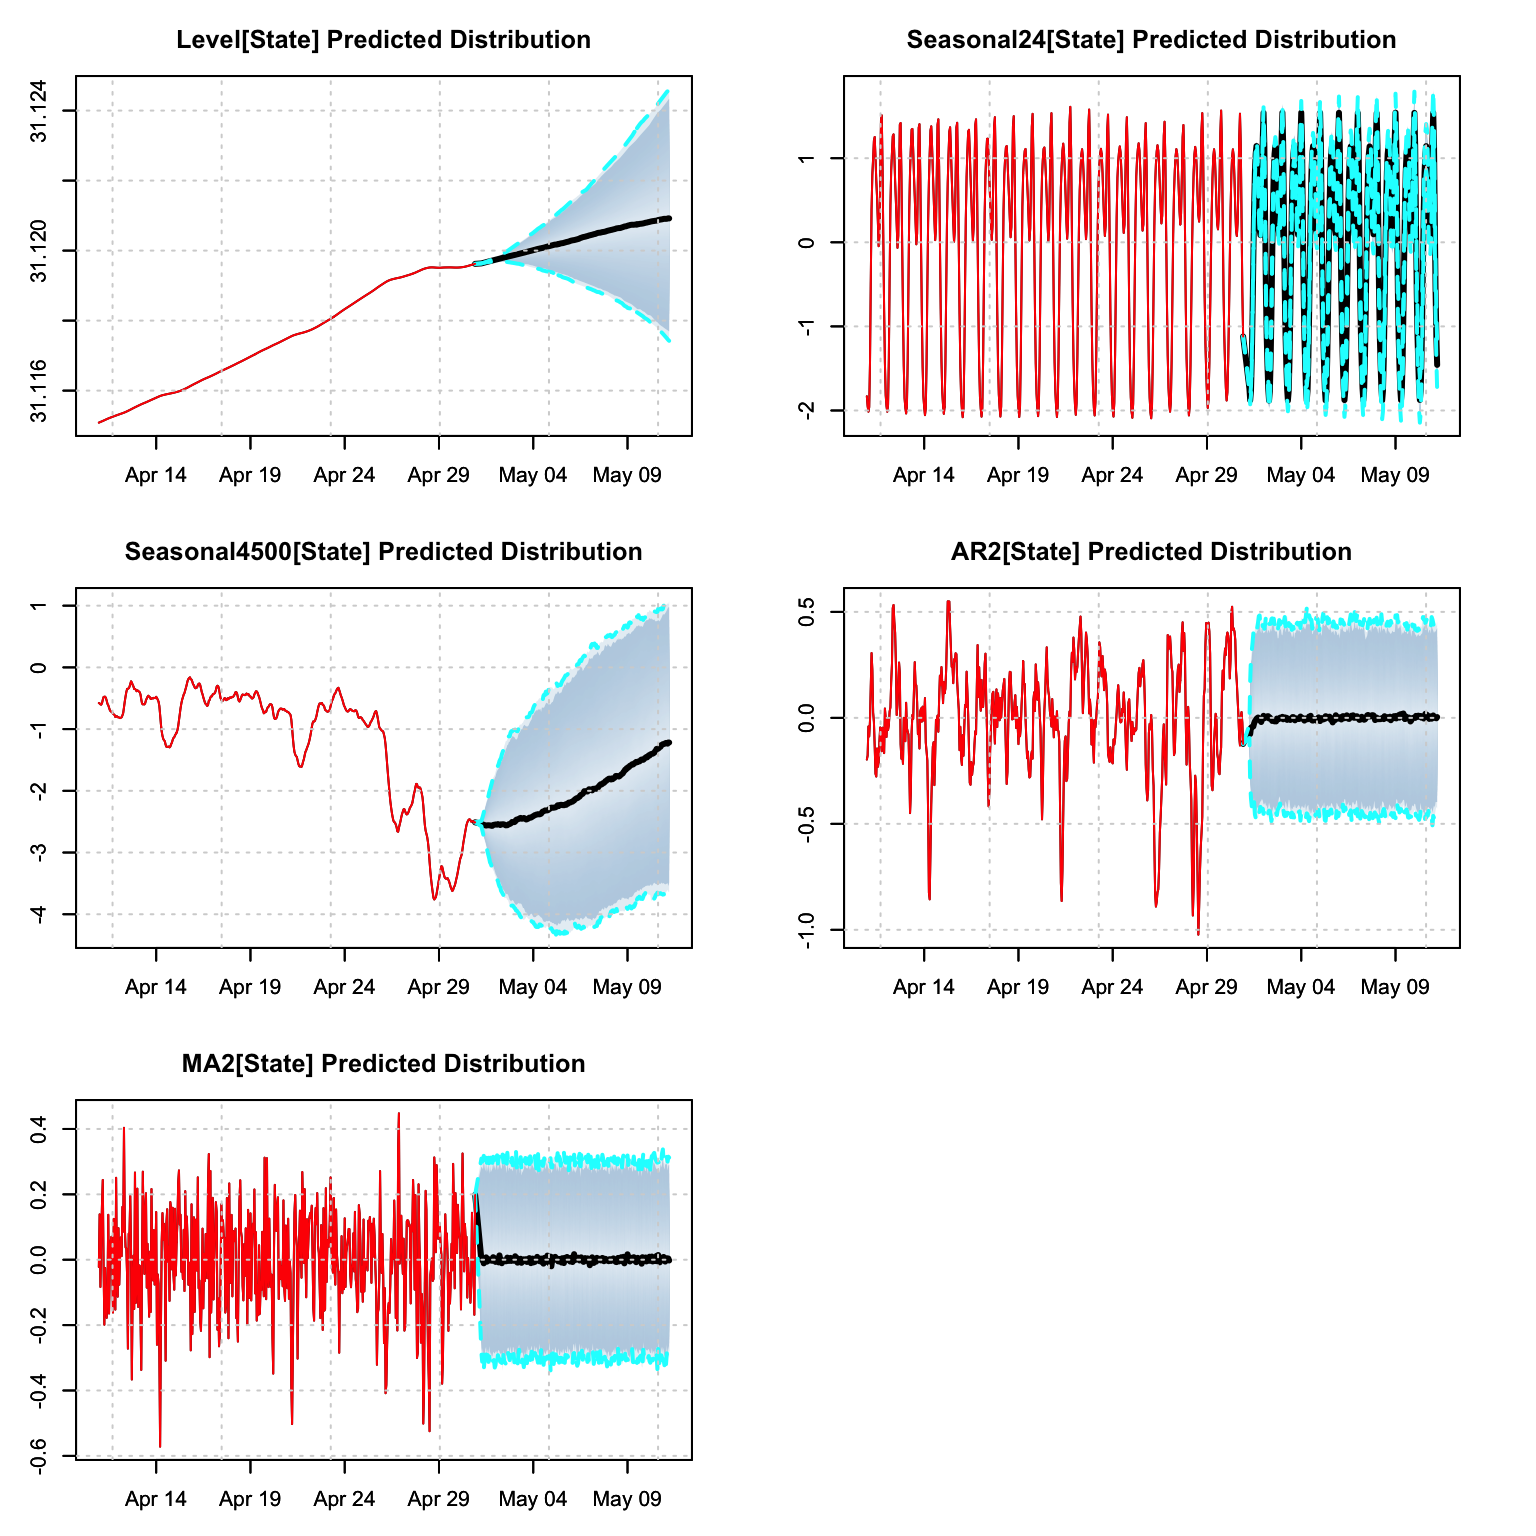 Level[State] Predicted Distribution
31.124
31.120
31.116
Apr 14 Apr 19 Apr 24 Apr 29 May 04 May 09
Seasonal24[State] Predicted Distribution
1
0
-1
-2
Apr 14 Apr 19 Apr 24 Apr 29 May 04 May 09
Seasonal4500[State] Predicted Distribution
1
0
-1
-2
-3
-4
Apr 14 Apr 19 Apr 24 Apr 29 May 04 May 09
AR2[State] Predicted Distribution
0.5
0.0
-0.5
-1.0
Apr 14 Apr 19 Apr 24 Apr 29 May 04 May 09
MA2[State] Predicted Distribution
0.4
0.2
0.0
-0.2
-0.4
-0.6
Apr 14 Apr 19 Apr 24 Apr 29 May 04 May 09